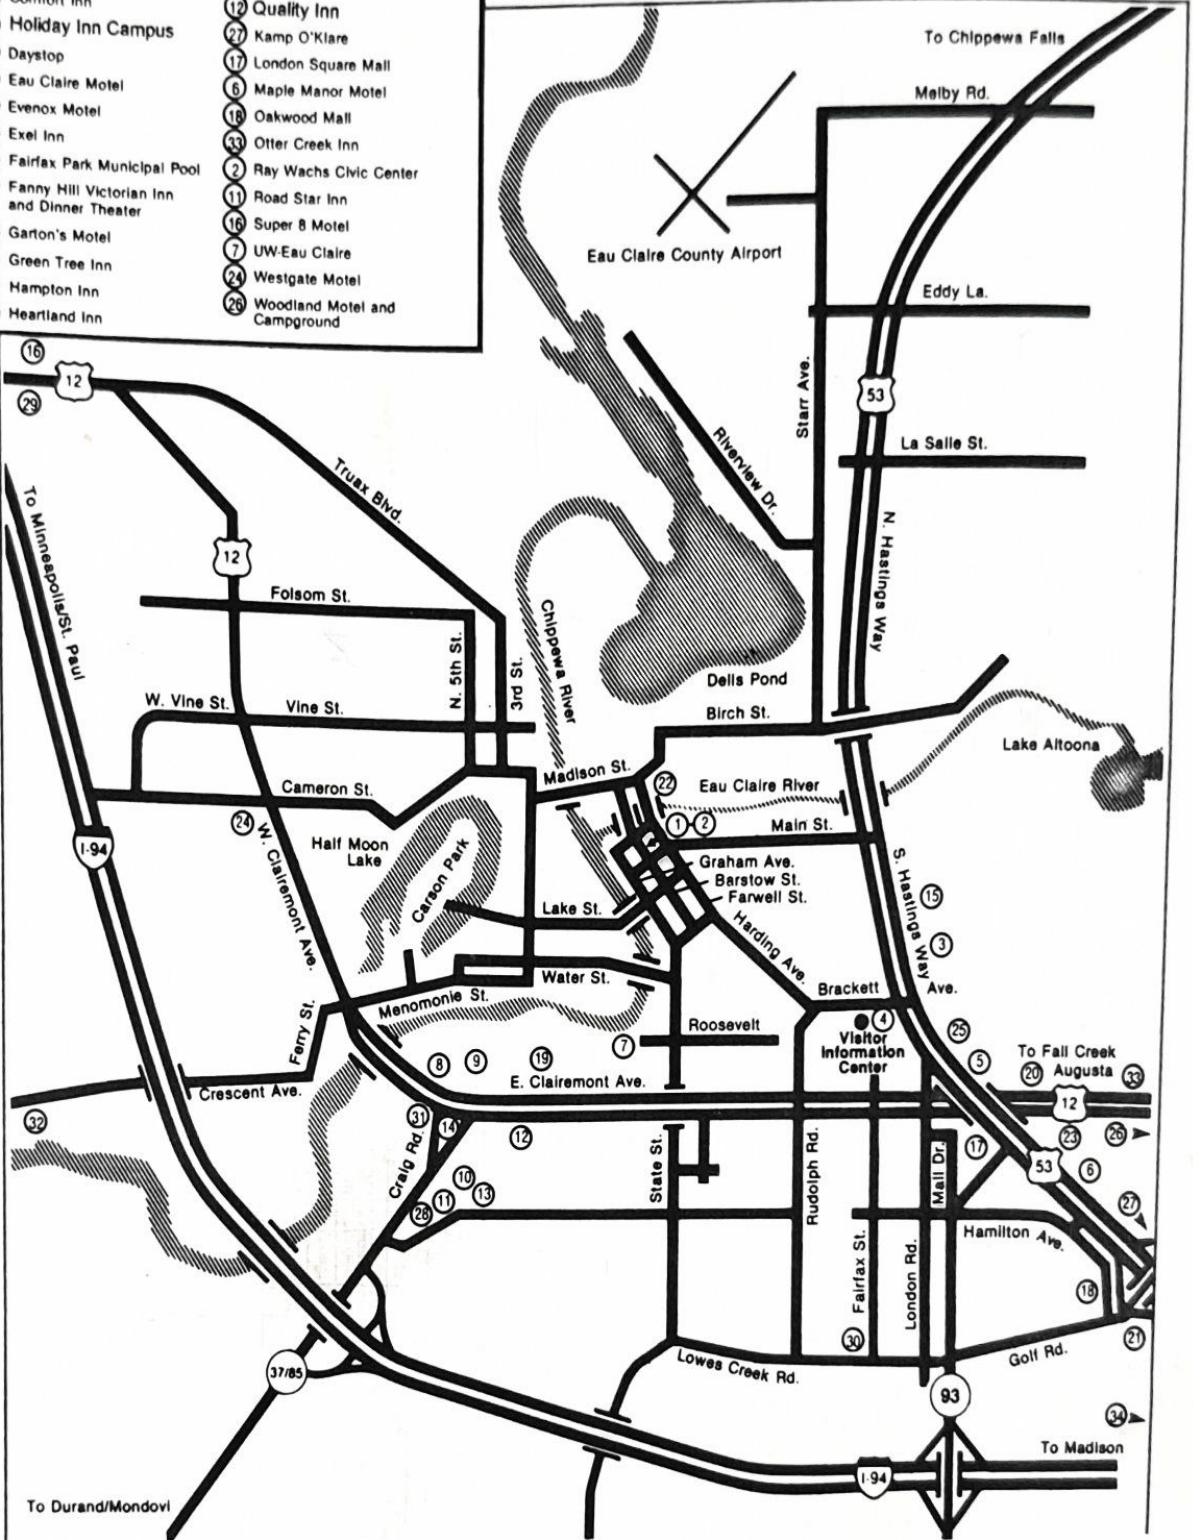 Comfort Inn
Holiday Inn Campus
Daystop
Eau Claire Motel
Evenox Motel
Exel Inn
Fairfax Park Municipal Pool
Fanny Hill Victorian Inn
and Dinner Theater
Garton's Motel
Green Tree Inn
Hampton Inn
Heartland Inn
12 Quality Inn
27 Kamp O'Klare
17 London Square Mall
6 Maple Manor Motel
18 Oakwood Mall
33 Otter Creek Inn
2 Ray Wachs Civic Center
11 Road Star Inn
16 Super 8 Motel
7 UW-Eau Claire
24 Westgate Motel
26 Woodland Motel and
Campground
To Chippewa Falls
Melby Rd.
Eau Claire County Airport
Eddy La.
Starr Ave.
53
La Salle St.
Riverview Dr.
N. Hastings Way
16
12
29
Truax Blvd.
To Minneapolis/St. Paul
12
Folsom St.
N. 5th St.
3rd St.
Chippewa River
Dells Pond
W. Vine St.
Vine St.
Birch St.
Lake Altoona
Madison St.
22
Eau Claire River
Cameron St.
1
2
Main St.
24
W. Clairemont Ave.
Half Moon
Lake
Carson Park
I-94
Graham Ave.
Barstow St.
Farwell St.
S. Hastings Way
15
3
Lake St.
Harding Ave.
Water St.
Menomonie St.
Brackett
Ave.
Ferry St.
Roosevelt
4
Visitor
Information
Center
25
5
To Fall Creek
Augusta
20
33
7
8
9
19
E. Clairemont Ave.
Crescent Ave.
32
12
31
14
12
Craig Rd.
17
23
26
53
6
State St.
Rudolph Rd.
Mall Dr.
10
11
13
28
27
Hamilton Ave.
Fairfax St.
London Rd.
18
30
21
Lowes Creek Rd.
Golf Rd.
37/85
93
34
To Madison
I-94
To Durand/Mondovi